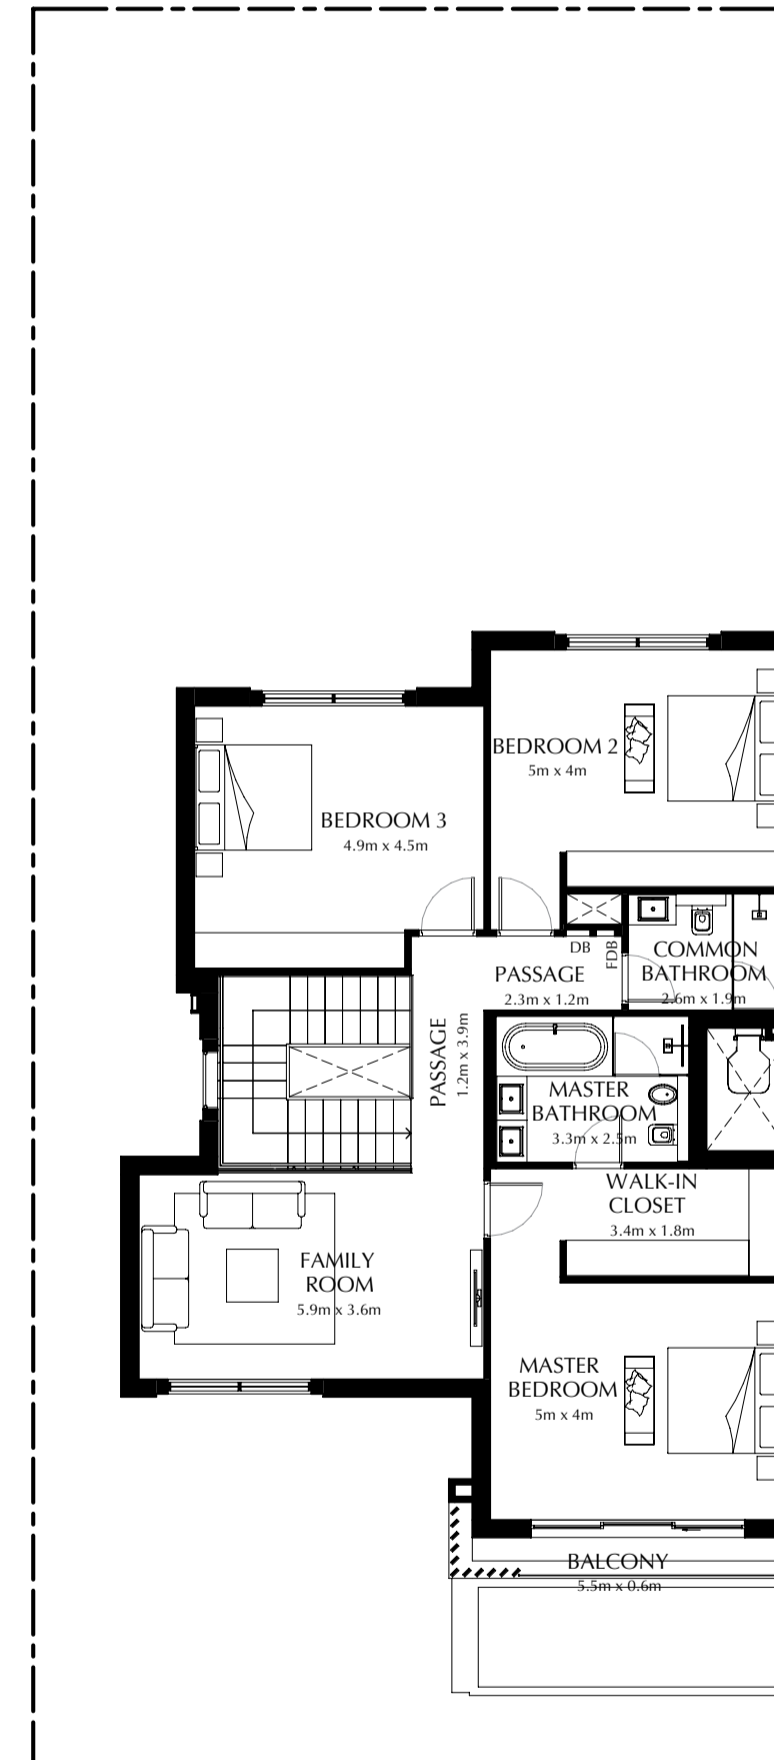 BEDROOM 2
5m x 4m
BEDROOM 3
4.9m x 4.5m
DB
FDB
COMMON
BATHROOM
2.6m x 1.9m
PASSAGE
2.3m x 1.2m
PASSAGE
1.2m x 3.9m
MASTER
BATHROOM
3.3m x 2.5m
WALK-IN
CLOSET
3.4m x 1.8m
FAMILY
ROOM
5.9m x 3.6m
MASTER
BEDROOM
5m x 4m
BALCONY
5.5m x 0.6m